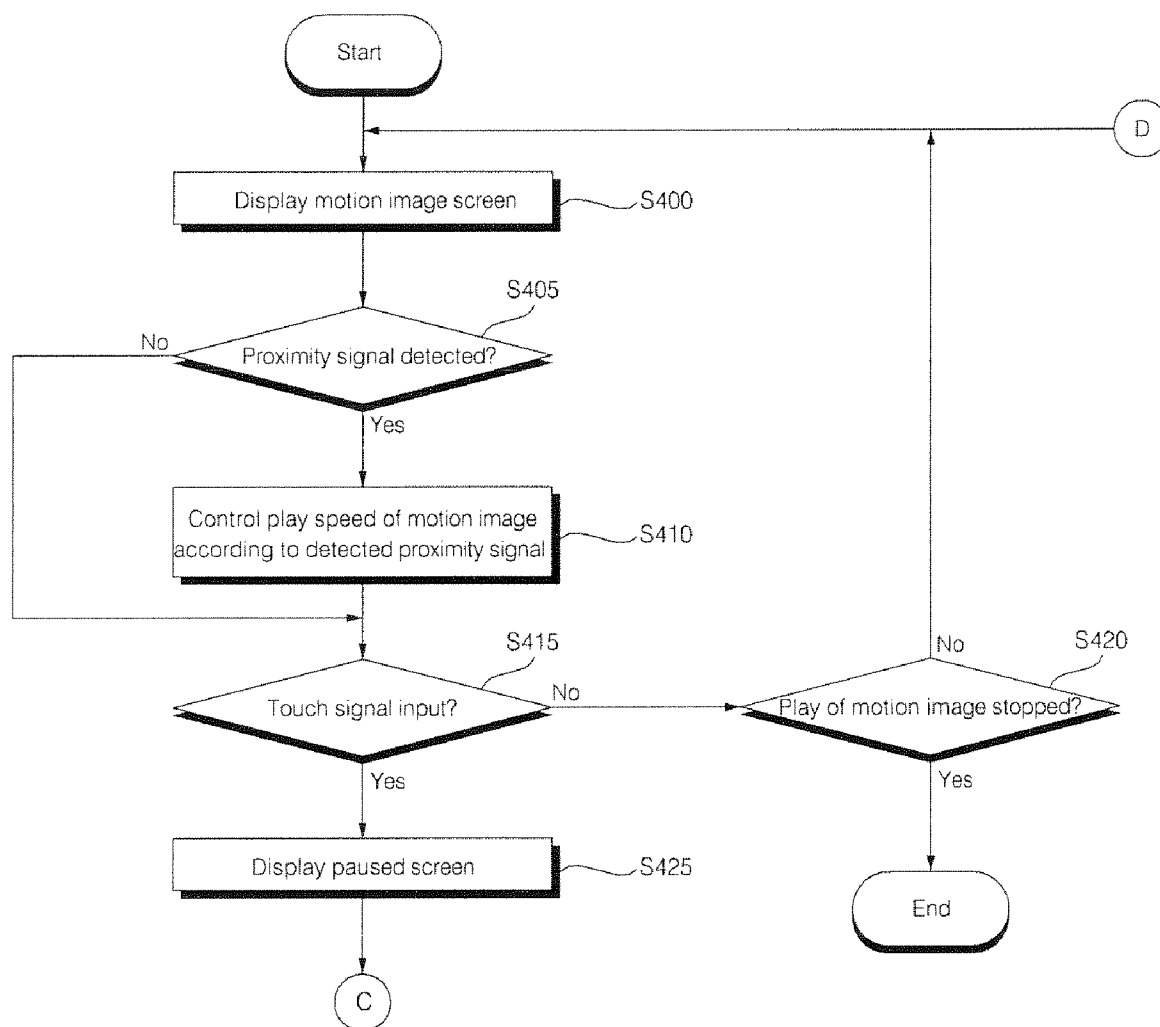 Start
D
Display motion image screen
S400
S405
No
Proximity signal detected?
Yes
Control play speed of motion image
according to detected proximity signal
S410
S415
No
Touch signal input?
No
S420
Play of motion image stopped?
Yes
Yes
Display paused screen
S425
End
C